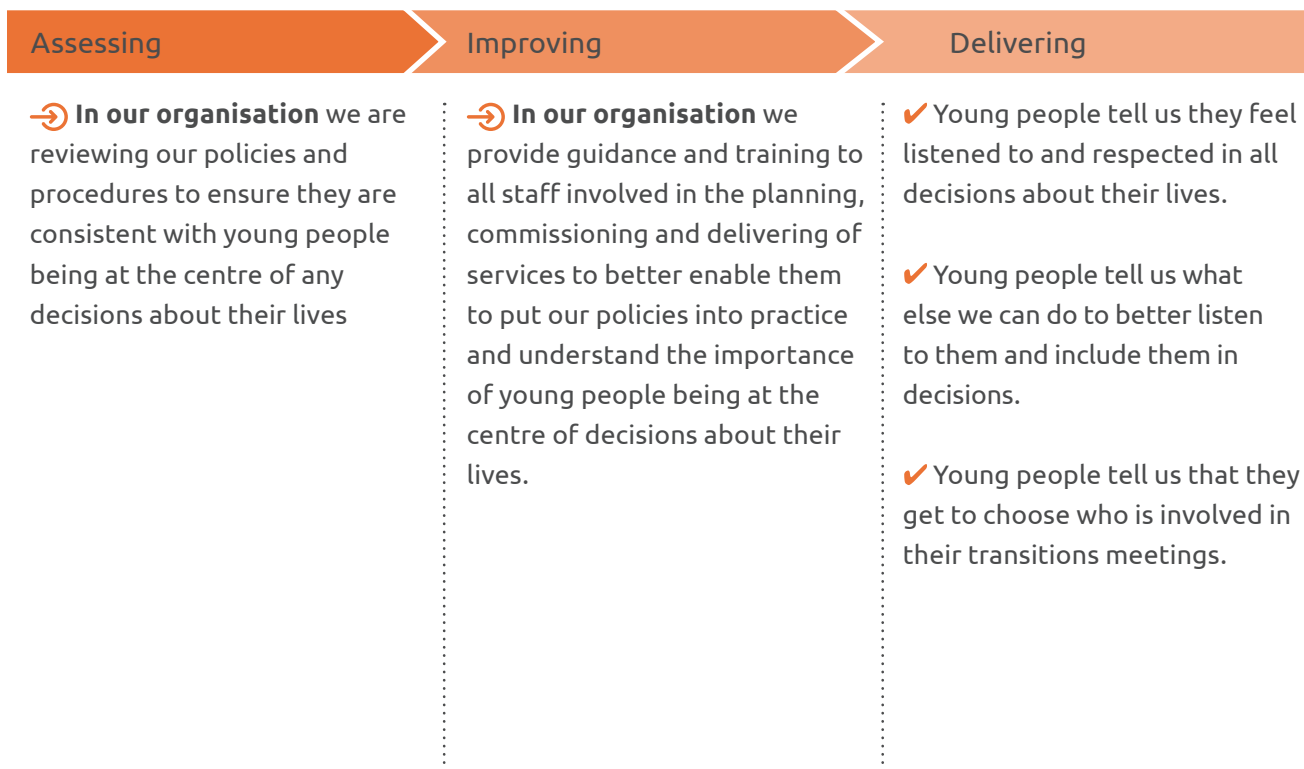 Assessing
Improving
Delivering
In our organisation we are
reviewing our policies and
procedures to ensure they are
consistent with young people
being at the centre of any
decisions about their lives
In our organisation we
provide guidance and training to
all staff involved in the planning,
commissioning and delivering of
services to better enable them
to put our policies into practice
and understand the importance
of young people being at the
centre of decisions about their
lives.
✔ Young people tell us they feel
listened to and respected in all
decisions about their lives.
✔ Young people tell us what
else we can do to better listen
to them and include them in
decisions.
✔ Young people tell us that they
get to choose who is involved in
their transitions meetings.